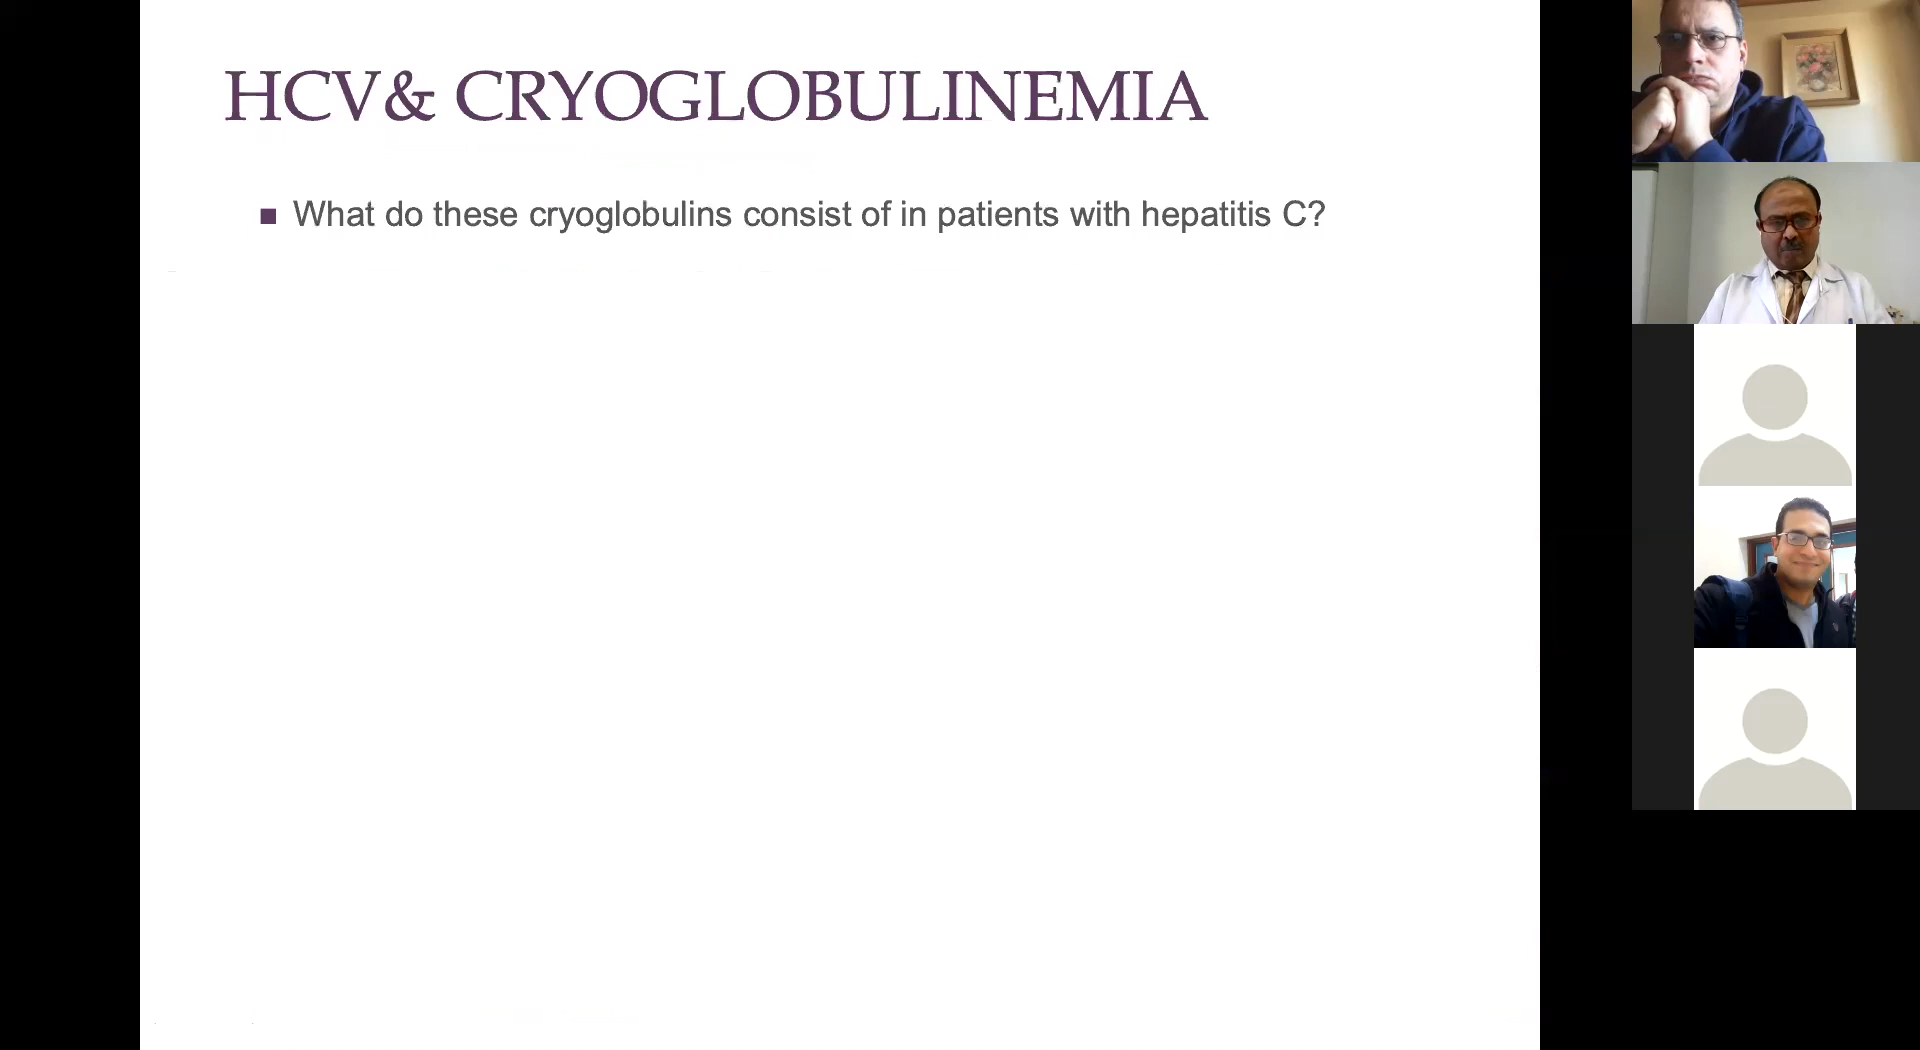 HCV& CRYOGLOBULINEMIA
What do these cryoglobulins consist of in patients with hepatitis C?